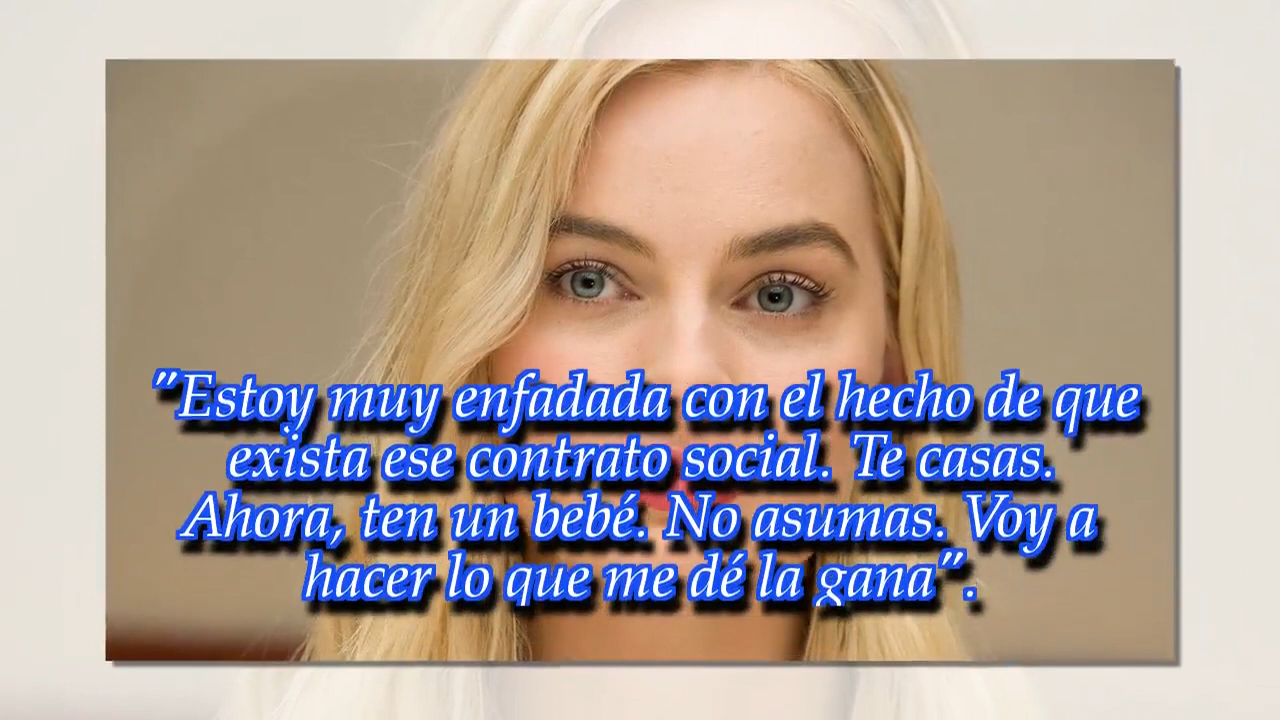 "Estoy muy enfadada con el hecho de que
exista ese contrato social. Te casas.
Ahora, ten un bebé. No asumas. Voy a
hacer lo que me dé la gana".